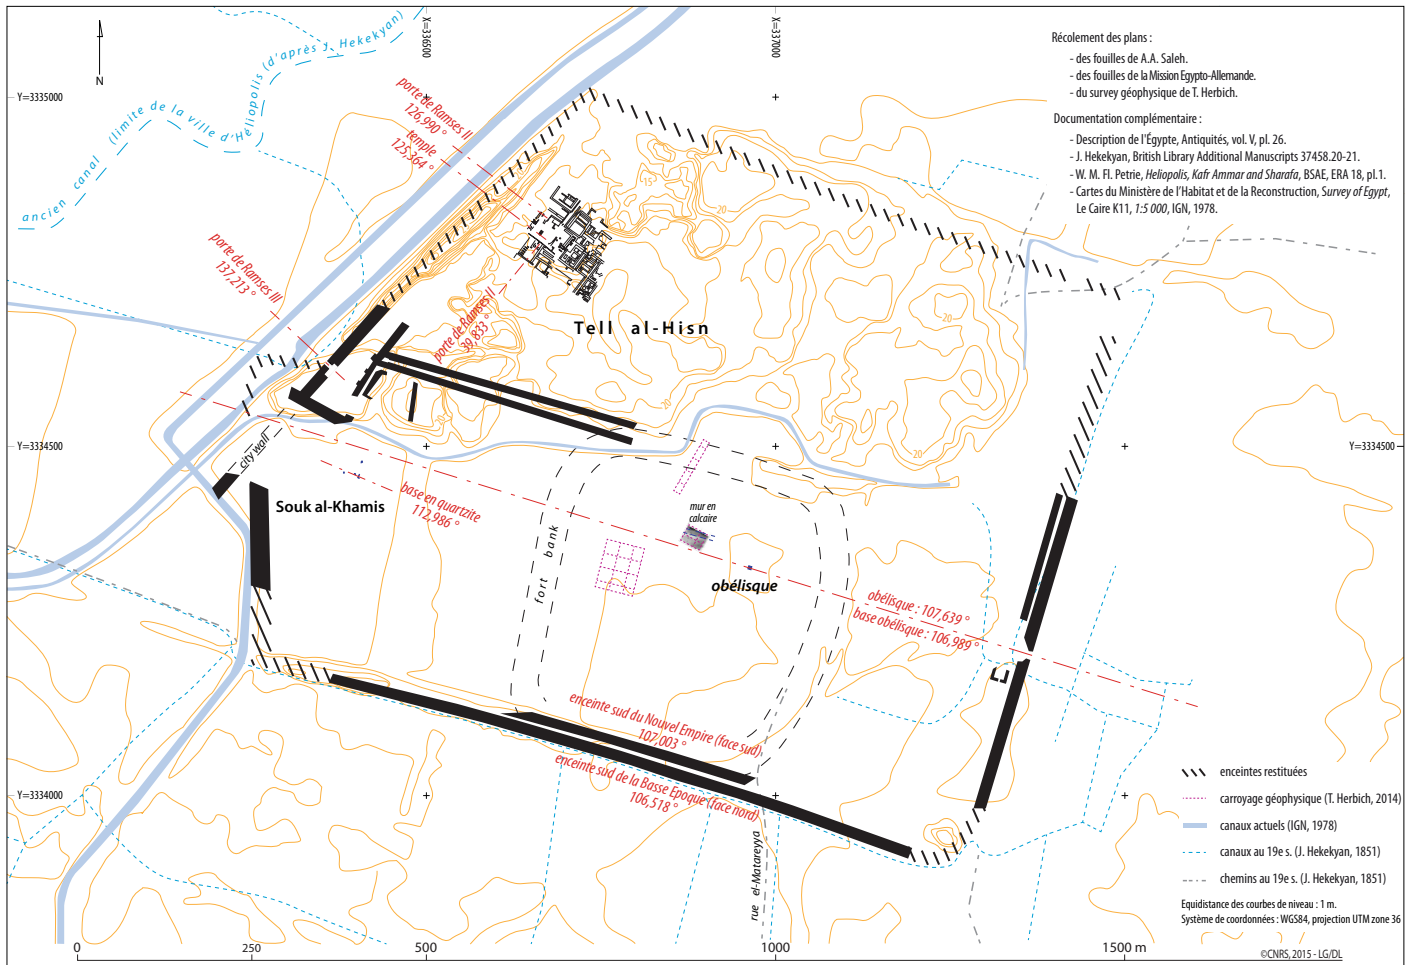 X=336500
X=337000
Récolement des plans :
- des fouilles de A.A. Saleh.
- des fouilles de la Mission Egypto-Allemande.
- du survey géophysique de T. Herbich.
Documentation complémentaire :
- Description de l'Égypte, Antiquités, vol. V, pl. 26.
- J. Hekekyan, British Library Additional Manuscripts 37458.20-21.
- W. M. Fl. Petrie, Heliopolis, Kafr Ammar and Sharafa, BSAE, ERA 18, pl.1.
- Cartes du Ministère de l'Habitat et de la Reconstruction, Survey of Egypt,
Le Caire K11, 1:5 000, IGN, 1978.
N
Y=3335000
ancien canal (limite de la ville d'Héliopolis (d'après J. Hekekyan)
porte de Ramses II
126,990 °
temple
125,364 °
15
20
porte de Ramses III
137,213 °
porte de Ramses II
39,833 °
Tell al-Hisn
20
20
20
20
20
Y=3334500
Y=3334500
city wall
Souk al-Khamis
base en quartzite
112,986 °
fort bank
mur en
calcaire
obélisque
obélisque : 107,639 °
base obélisque : 106,989 °
enceinte sud du Nouvel Empire (face sud)
107,003 °
enceinte sud de la Basse Epoque (face nord)
106,518 °
Y=3334000
rue el-Matareyya
enceintes restituées
carroyage géophysique (T. Herbich, 2014)
canaux actuels (IGN, 1978)
canaux au 19e s. (J. Hekekyan, 1851)
chemins au 19e s. (J. Hekekyan, 1851)
Equidistance des courbes de niveau : 1 m.
Système de coordonnées : WGS84, projection UTM zone 36
0
250
500
1000
1500 m
©CNRS, 2015 - LG/DL